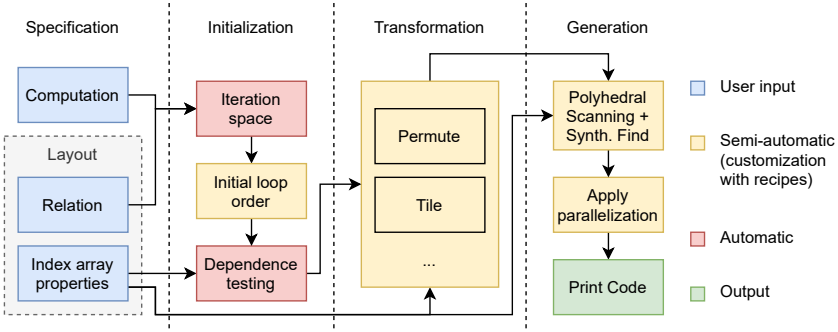 Specification
Initialization
Transformation
Generation
Computation
Layout
Relation
Index array
properties
Iteration
space
Initial loop
order
Dependence
testing
Permute
Tile
...
Polyhedral
Scanning +
Synth. Find
Apply
parallelization
Print Code
User input
Semi-automatic
(customization
with recipes)
Automatic
Output